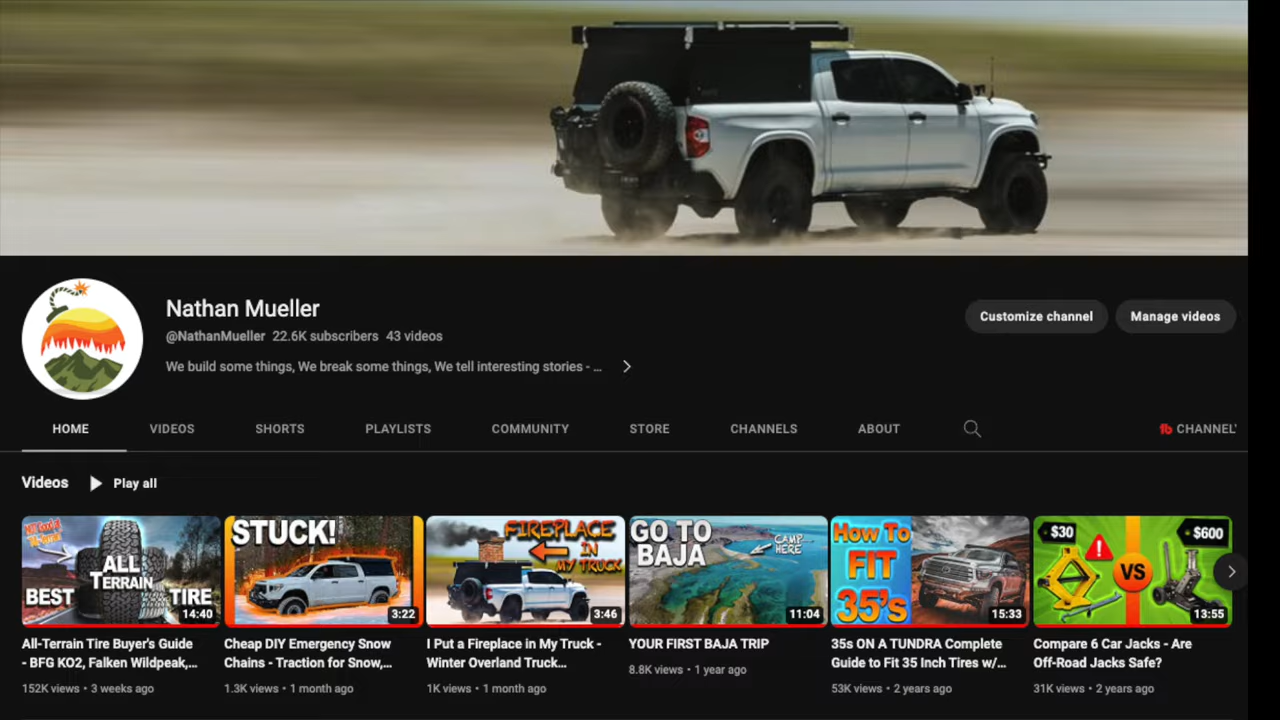 Nathan Mueller
@NathanMueller 22.6K subscribers 43 videos
We build some things, We break some things, We tell interesting stories - ...
Customize channel
Manage videos
HOME
VIDEOS
SHORTS
PLAYLISTS
COMMUNITY
STORE
CHANNELS
ABOUT
CHANNEL'
Videos
Play all
ALL
TERRAIN
BEST
TIRE
14:40
STUCK!
3:22
FIREPLACE
IN
MY TRUCK
3:46
GO TO
BAJA
CAMP
HERE
11:04
How To
FIT
35's
15:33
$30
VS
$600
13:55
All-Terrain Tire Buyer's Guide
- BFG KO2, Falken Wildpeak,...
152K views • 3 weeks ago
Cheap DIY Emergency Snow
Chains - Traction for Snow,...
1.3K views • 1 month ago
I Put a Fireplace in My Truck -
Winter Overland Truck...
1K views • 1 month ago
YOUR FIRST BAJA TRIP
8.8K views • 1 year ago
35s ON A TUNDRA Complete
Guide to Fit 35 Inch Tires w/...
53K views • 2 years ago
Compare 6 Car Jacks - Are
Off-Road Jacks Safe?
31K views • 2 years ago